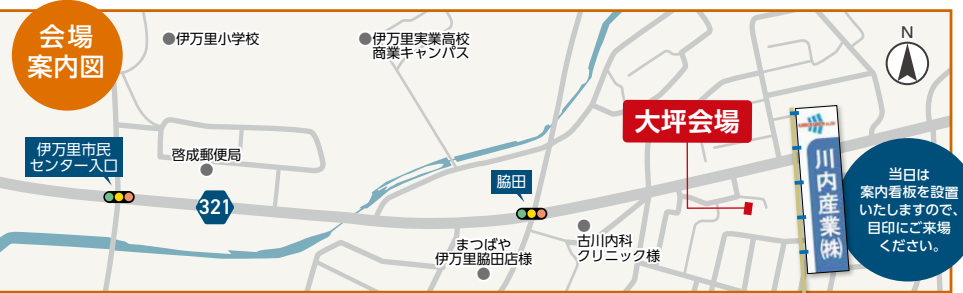 会場
案内図
伊万里小学校
伊万里実業高校
商業キャンパス
N
大坪会場
伊万里市民
センター入口
啓成郵便局
脇田
321
古川内科
クリニック様
まつばや
伊万里脇田店様
川内産業㈱
当日は
案内看板を設置
いたしますので、
目印にご来場
ください。